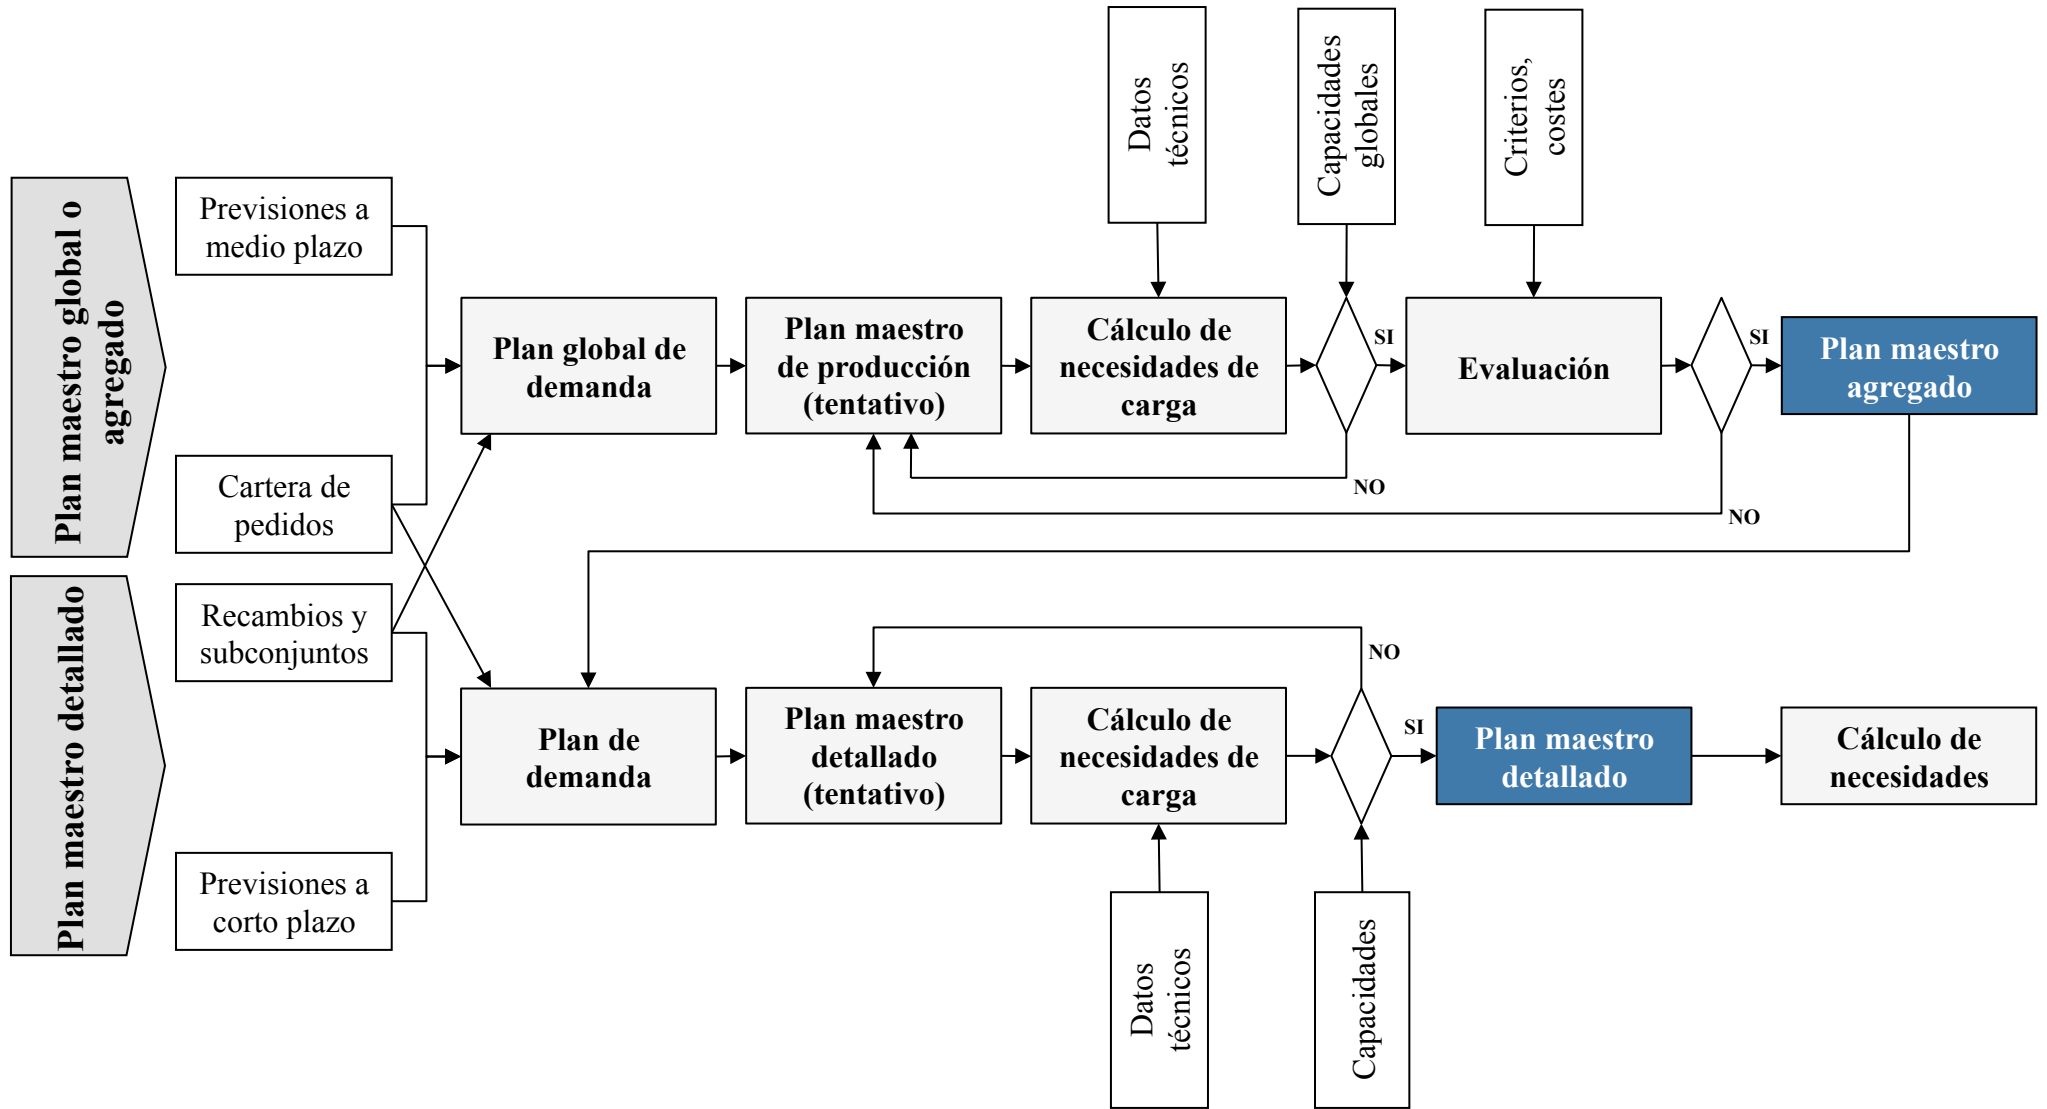 Plan maestro global o
agregado
Previsiones a
medio plazo
Cartera de
pedidos
Plan global de
demanda
Plan maestro
de producción
(tentativo)
Datos
técnicos
Cálculo de
necesidades de
carga
Capacidades
globales
SI
NO
Criterios,
costes
Evaluación
SI
NO
Plan maestro
agregado
Plan maestro detallado
Recambios y
subconjuntos
Previsiones a
corto plazo
Plan de
demanda
Plan maestro
detallado
(tentativo)
Cálculo de
necesidades de
carga
Datos
técnicos
NO
SI
Capacidades
Plan maestro
detallado
Cálculo de
necesidades